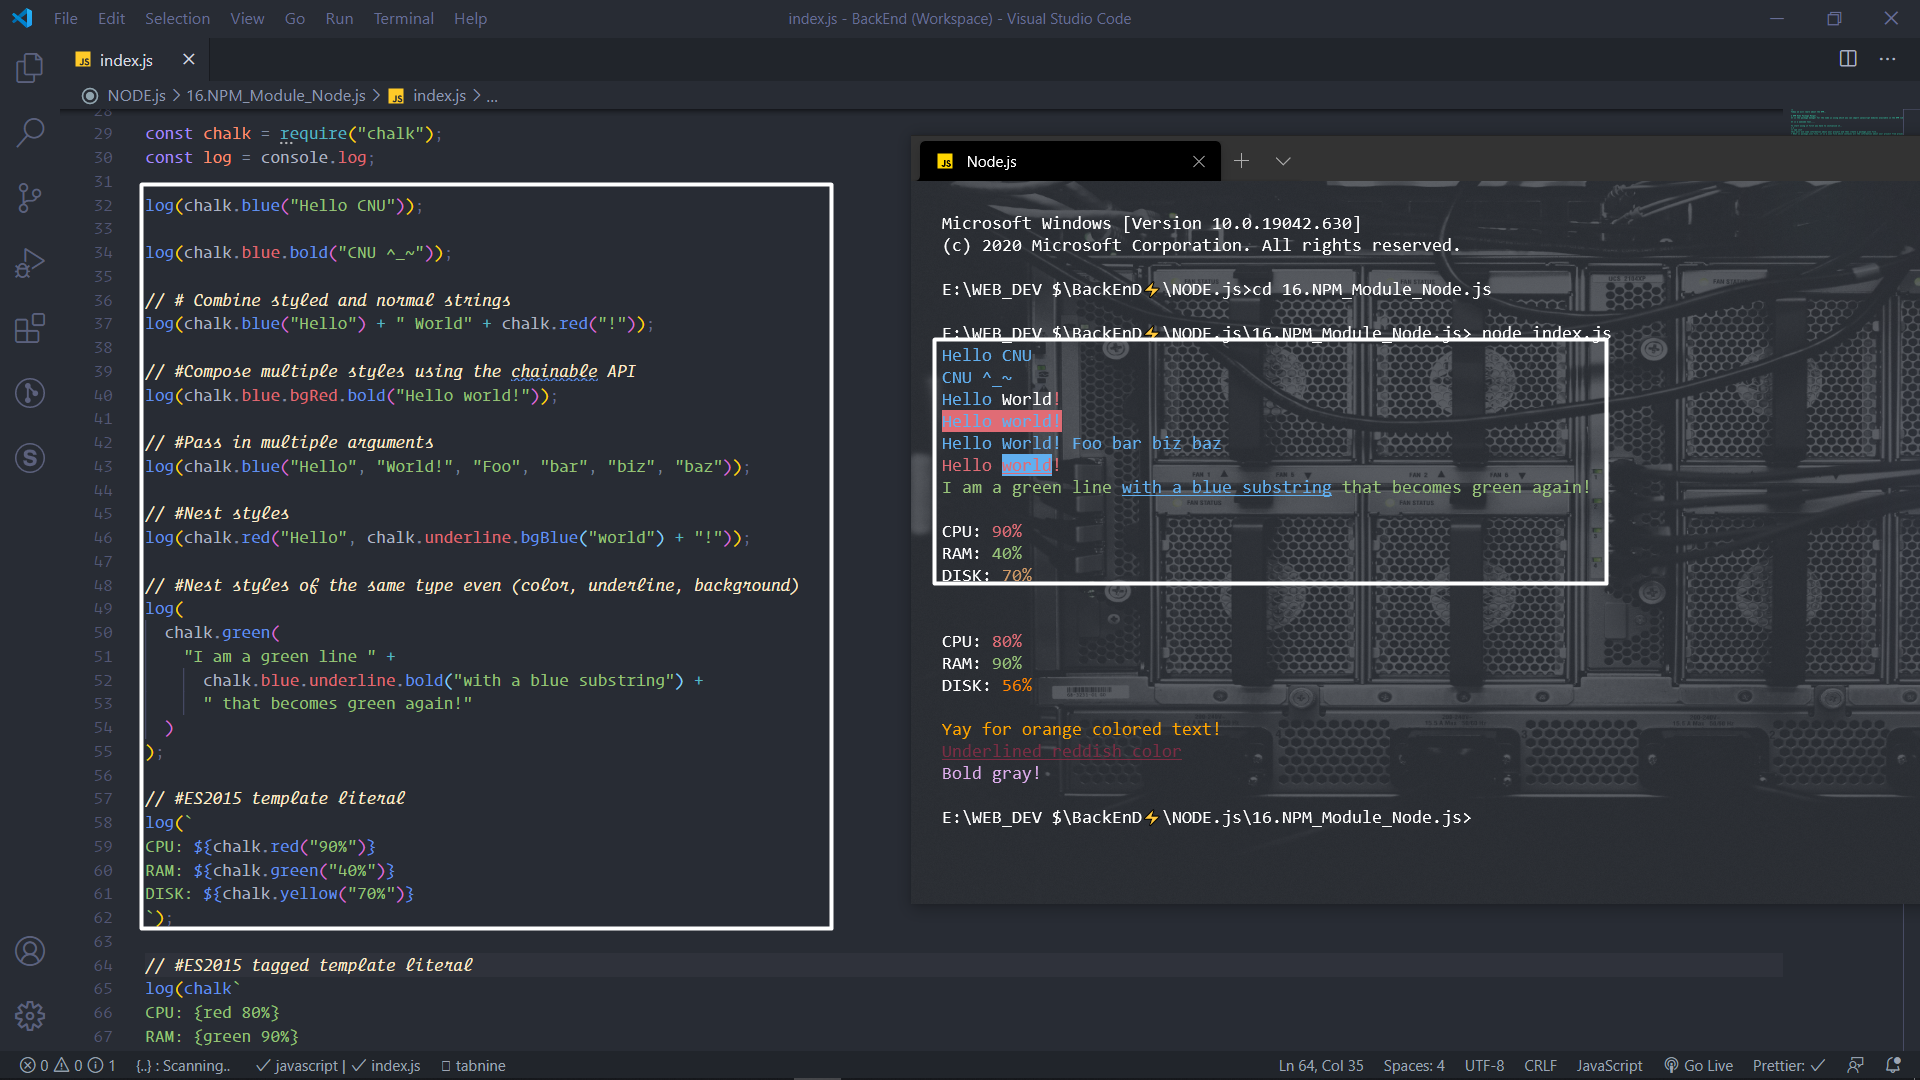 File Edit Selection View Go Run Terminal Help
index.js - BackEnd (Workspace) - Visual Studio Code
JS index.js
NODE.js > 16.NPM_Module_Node.js > JS index.js > ...
28
29 const chalk = require("chalk");
30 const log = console.log;
31
32 log(chalk.blue("Hello CNU"));
33
34 log(chalk.blue.bold("CNU ^_~"));
35
36 // # Combine styled and normal strings
37 log(chalk.blue("Hello") + " World" + chalk.red("!"));
38
39 // #Compose multiple styles using the chainable API
40 log(chalk.blue.bgRed.bold("Hello world!"));
41
42 // #Pass in multiple arguments
43 log(chalk.blue("Hello", "World!", "Foo", "bar", "biz", "baz"));
44
45 // #Nest styles
46 log(chalk.red("Hello", chalk.underline.bgBlue("world") + "!"));
47
48 // #Nest styles of the same type even (color, underline, background)
49 log(
50 chalk.green(
51 "I am a green line " +
52 chalk.blue.underline.bold("with a blue substring") +
53 " that becomes green again!"
54 )
55 );
56
57 // #ES2015 template literal
58 log(`
59 CPU: ${chalk.red("90%")}
60 RAM: ${chalk.green("40%")}
61 DISK: ${chalk.yellow("70%")}
62 `);
63
64 // #ES2015 tagged template literal
65 log(chalk`
66 CPU: {red 80%}
67 RAM: {green 90%}
JS Node.js
Microsoft Windows [Version 10.0.19042.630]
(c) 2020 Microsoft Corporation. All rights reserved.
E:\WEB_DEV $\BackEnD⚡\NODE.js>cd 16.NPM_Module_Node.js
E:\WEB_DEV $\BackEnD⚡\NODE.js\16.NPM_Module_Node.js> node index.js
Hello CNU
CNU ^_~
Hello World!
Hello world!
Hello World! Foo bar biz baz
Hello world!
I am a green line with a blue substring that becomes green again!
CPU: 90%
RAM: 40%
DISK: 70%
CPU: 80%
RAM: 90%
DISK: 56%
Yay for orange colored text!
Underlined reddish color
Bold gray!
E:\WEB_DEV $\BackEnD⚡\NODE.js\16.NPM_Module_Node.js>
0 0 1 {..} : Scanning.. javascript | index.js tabnine
Ln 64, Col 35 Spaces: 4 UTF-8 CRLF JavaScript Go Live Prettier: